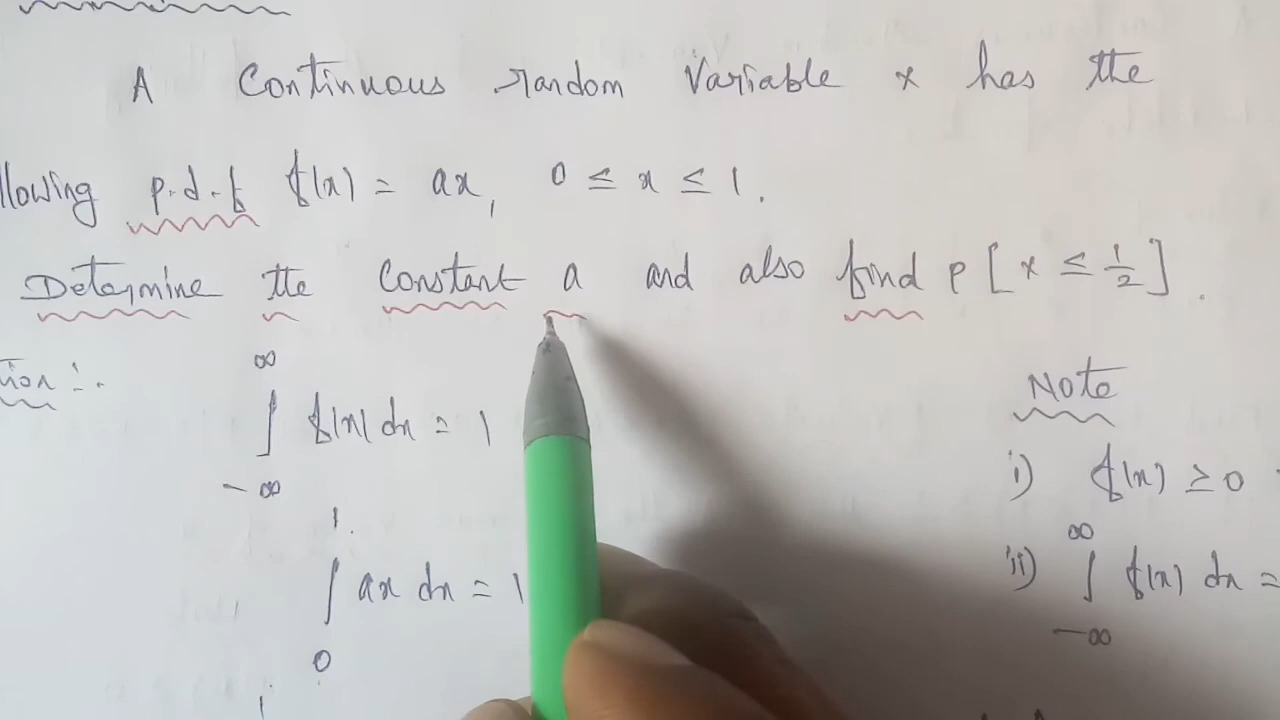 A Continuous random Variable x has the
llowing p.d.f f(x) = ax, 0 ≤ x ≤ 1.
Determine the Constant a and also find p[x ≤ 1/2].
tion :.
Note
∞
∫ f(x) dx = 1
-∞
i) f(x) ≥ 0
1.
∫ ax dx = 1
0
∞
ii) ∫ f(x) dx =
-∞